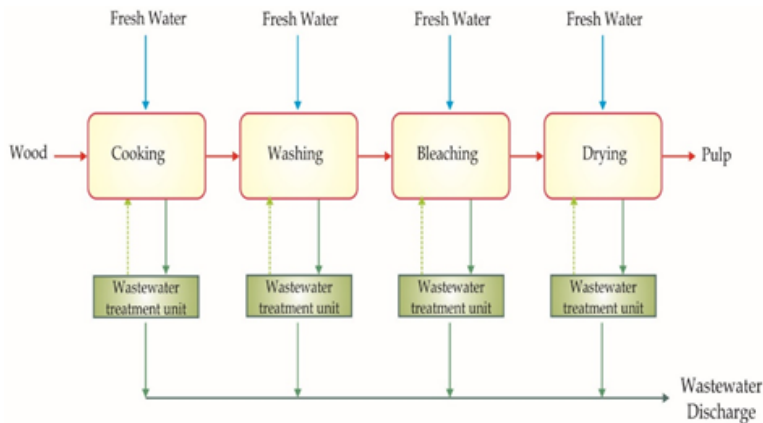 Fresh Water
Fresh Water
Fresh Water
Fresh Water
Wood
Cooking
Washing
Bleaching
Drying
Pulp
Wastewater
treatment unit
Wastewater
treatment unit
Wastewater
treatment unit
Wastewater
treatment unit
Wastewater
Discharge